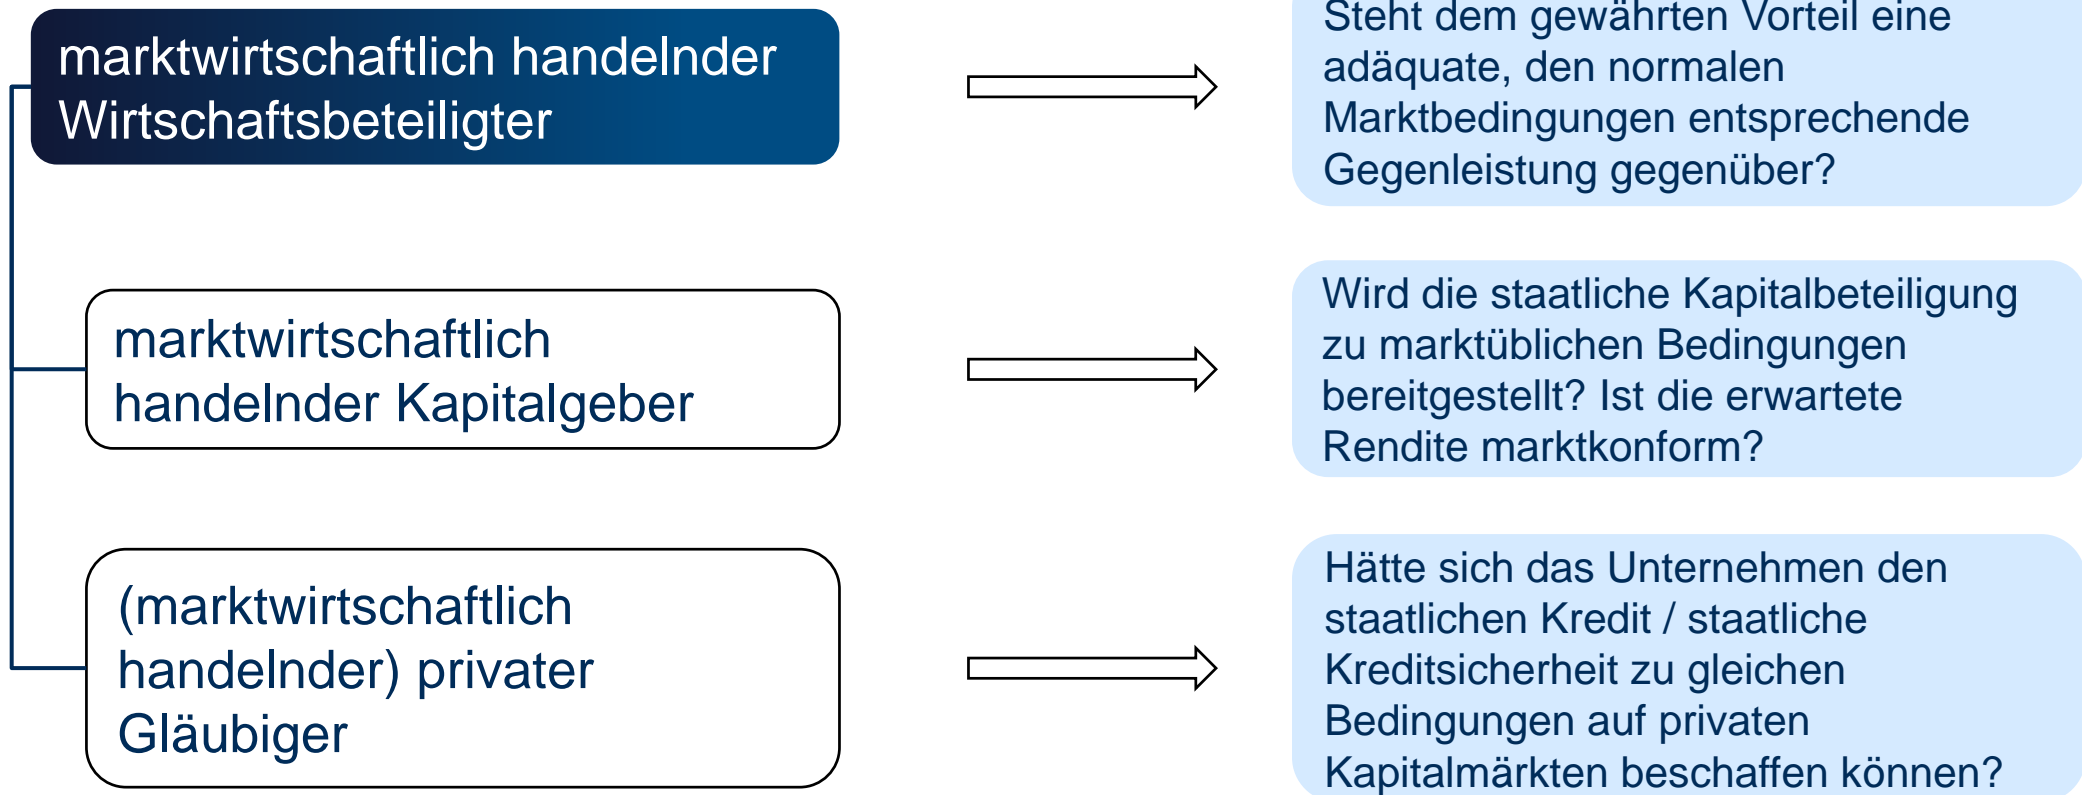 marktwirtschaftlich handelnder
Wirtschaftsbeteiligter
Steht dem gewährten Vorteil eine
adäquate, den normalen
Marktbedingungen entsprechende
Gegenleistung gegenüber?
marktwirtschaftlich
handelnder Kapitalgeber
Wird die staatliche Kapitalbeteiligung
zu marktüblichen Bedingungen
bereitgestellt? Ist die erwartete
Rendite marktkonform?
(marktwirtschaftlich
handelnder) privater
Gläubiger
Hätte sich das Unternehmen den
staatlichen Kredit / staatliche
Kreditsicherheit zu gleichen
Bedingungen auf privaten
Kapitalmärkten beschaffen können?